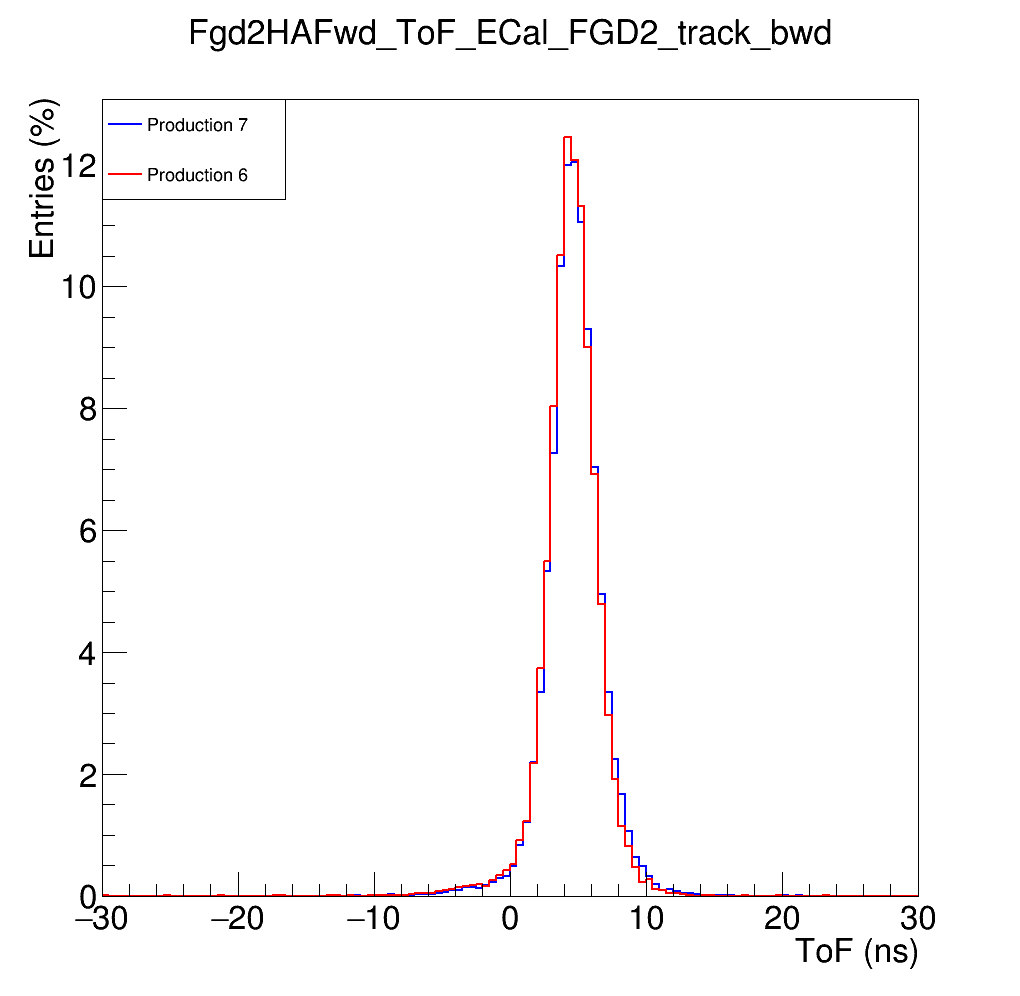 Fgd2HAFwd_ToF_ECal_FGD2_track_bwd
Entries (%)
Production 7
Production 6
12
10
8
6
4
2
0
−30 −20 −10 0 10 20 30
ToF (ns)